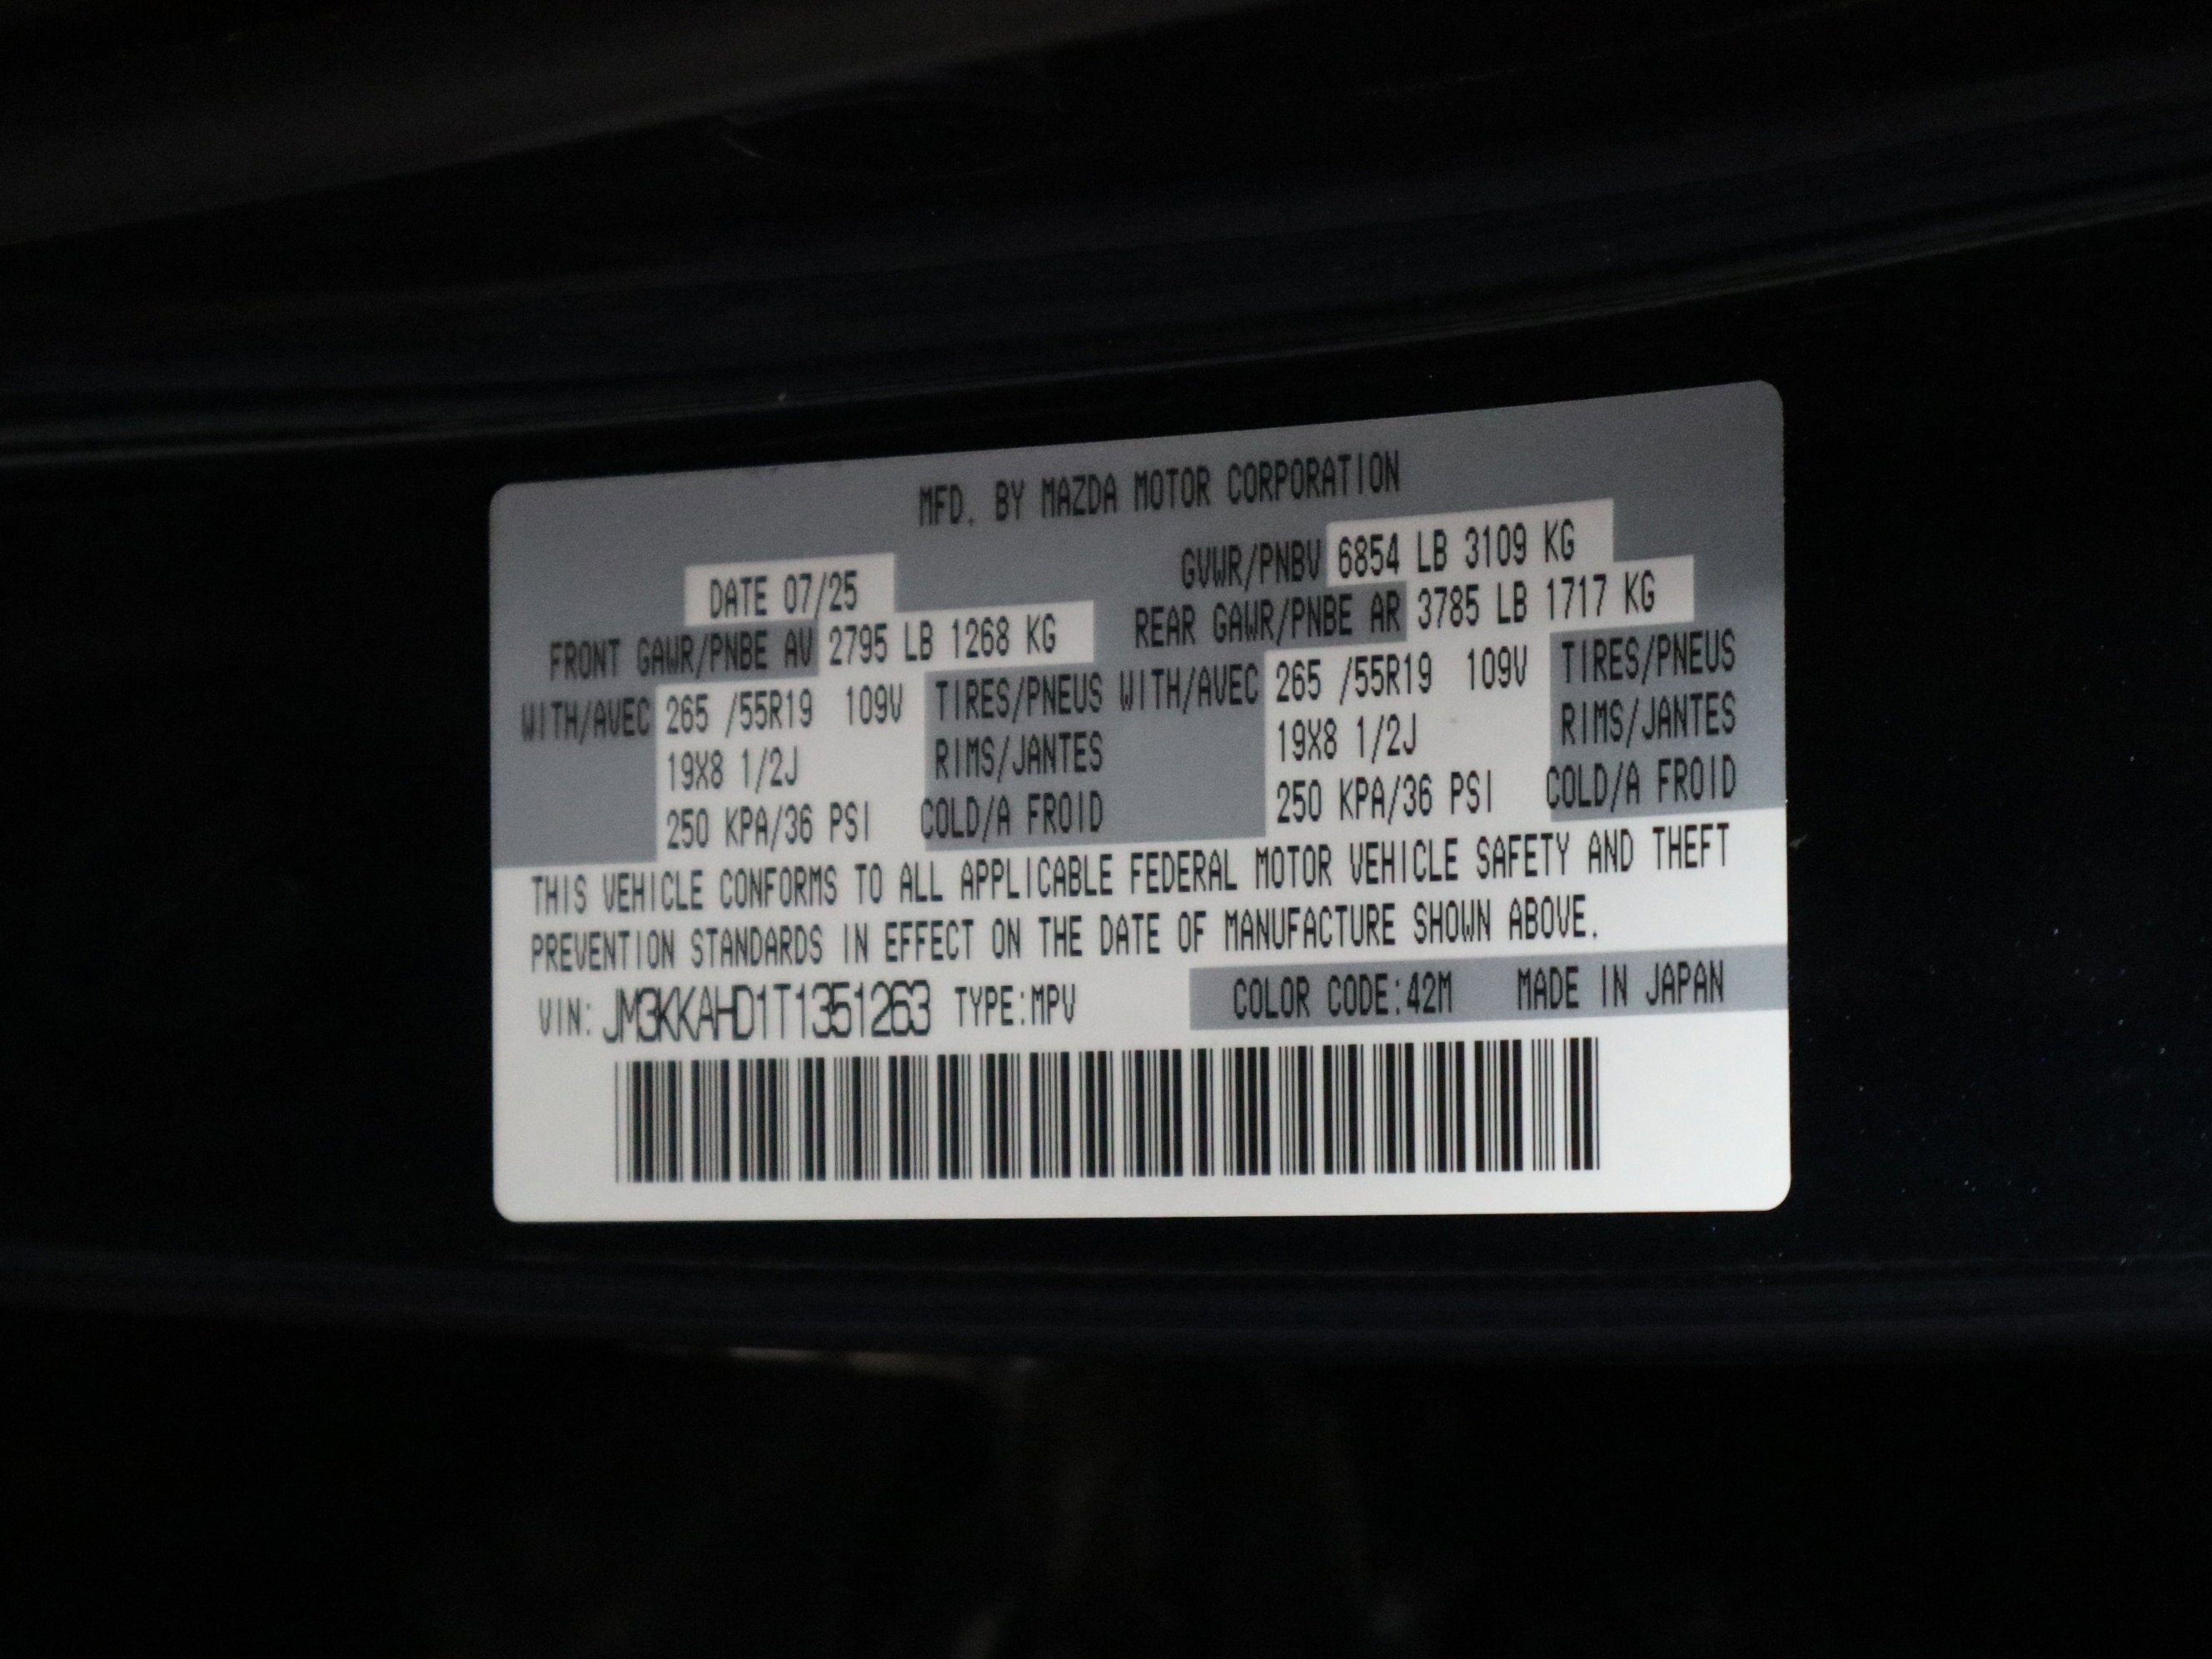 MFD. BY MAZDA MOTOR CORPORATION
DATE 07/25 GVWR/PNBV 6854 LB 3109 KG
FRONT GAWR/PNBE AV 2795 LB 1268 KG REAR GAWR/PNBE AR 3785 LB 1717 KG
WITH/AVEC 265 /55R19 109V TIRES/PNEUS WITH/AVEC 265 /55R19 109V TIRES/PNEUS
19X8 1/2J RIMS/JANTES 19X8 1/2J RIMS/JANTES
250 KPA/36 PSI COLD/A FROID 250 KPA/36 PSI COLD/A FROID
THIS VEHICLE CONFORMS TO ALL APPLICABLE FEDERAL MOTOR VEHICLE SAFETY AND THEFT
PREVENTION STANDARDS IN EFFECT ON THE DATE OF MANUFACTURE SHOWN ABOVE.
VIN: JM3KKAHD1T1351263 TYPE:MPV COLOR CODE:42M MADE IN JAPAN